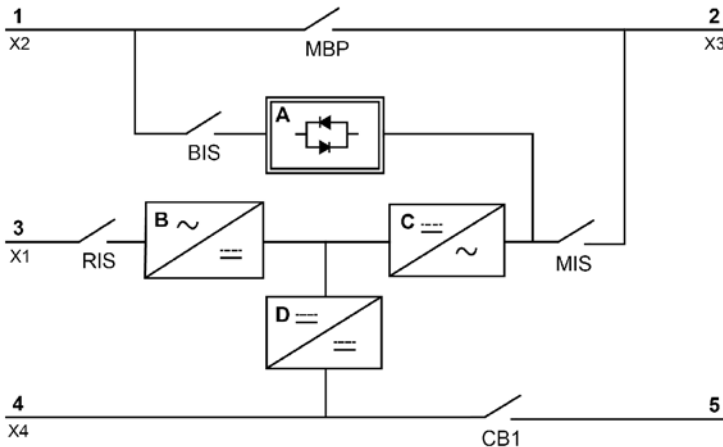 1 2
X2 MBP X3
A
BIS
3 B C
X1 RIS MIS
D
4 5
X4 CB1